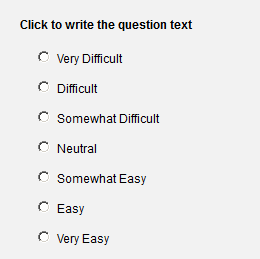 Click to write the question text
Very Difficult
Difficult
Somewhat Difficult
Neutral
Somewhat Easy
Easy
Very Easy